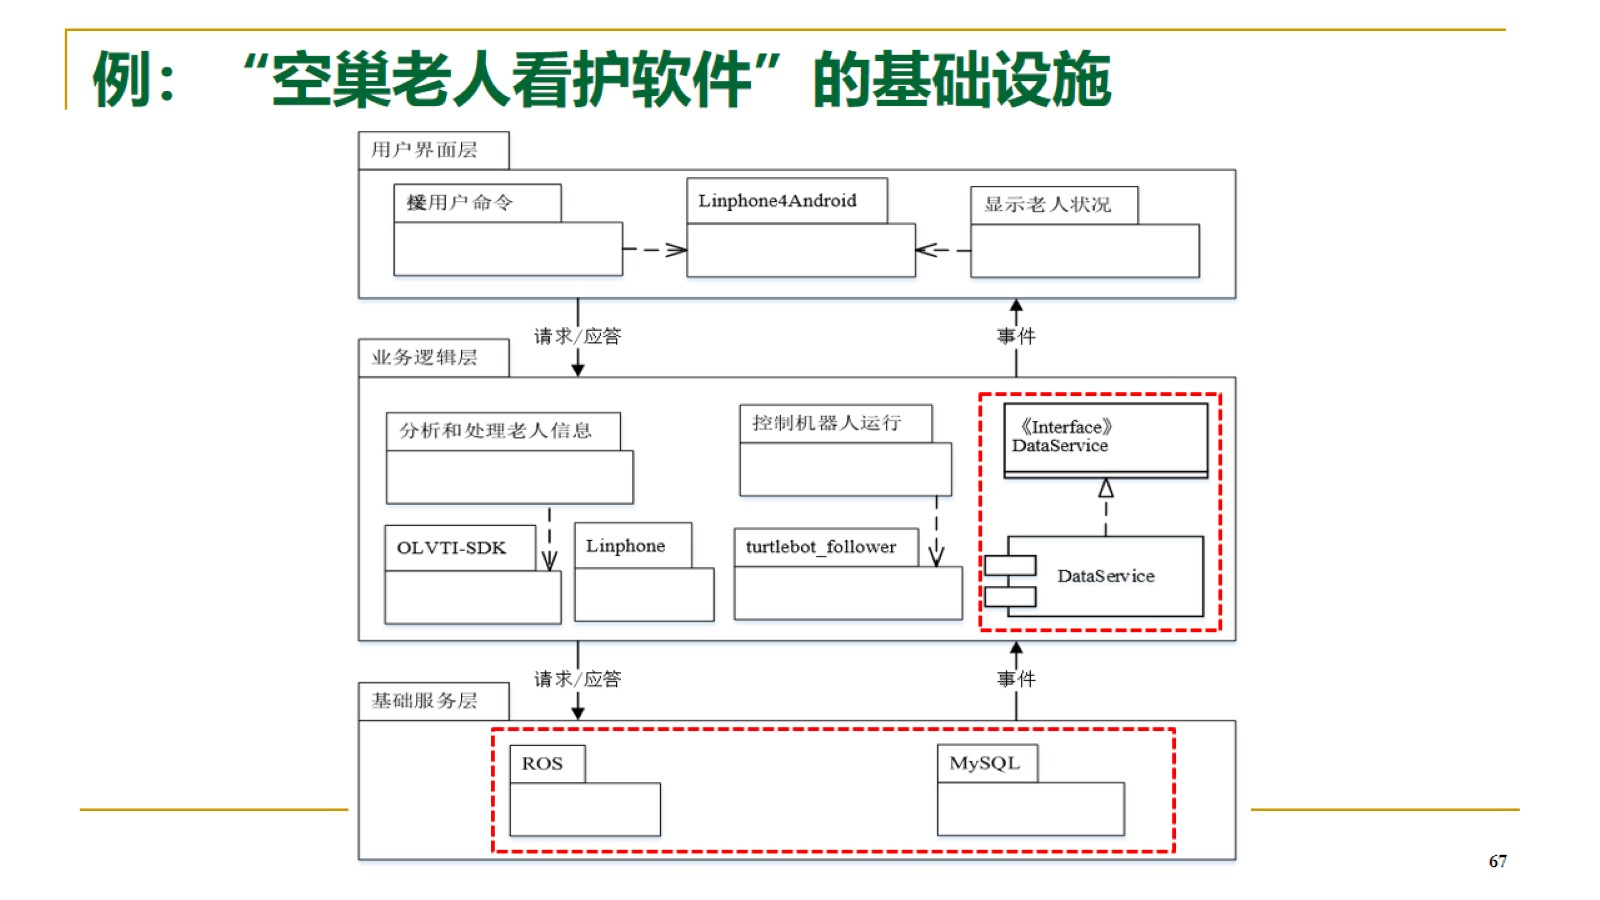 例：“空巢老人看护软件”的基础设施
用户界面层
用户命令
Linphone4Android
显示老人状况
请求/应答
事件
业务逻辑层
分析和处理老人信息
控制机器人运行
《Interface》
DataService
OLVTI-SDK
Linphone
turtlebot_follower
DataService
请求/应答
事件
基础服务层
ROS
MySQL
67